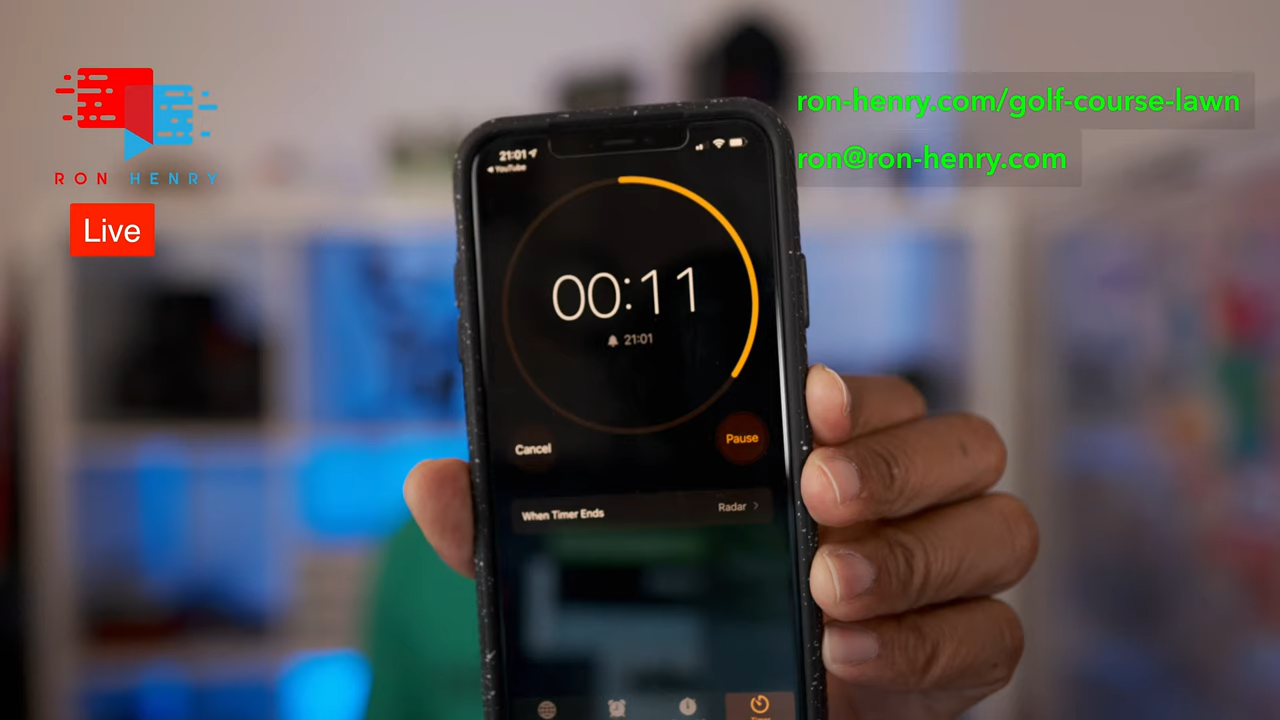 RON HENRY
Live
ron-henry.com/golf-course-lawn
ron@ron-henry.com
21:01
YouTube
00:11
21:01
Cancel
Pause
When Timer Ends
Radar
Timer